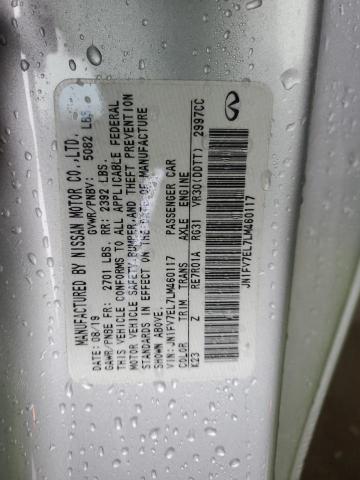 MANUFACTURED BY NISSAN MOTOR CO., LTD.
DATE: 08/19 GVWR/PNBV: 5082 LBS.
GAWR/PNBE FR: 2701 LBS. RR: 2392 LBS.
THIS VEHICLE CONFORMS TO ALL APPLICABLE FEDERAL
MOTOR VEHICLE SAFETY, BUMPER, AND THEFT PREVENTION
STANDARDS IN EFFECT ON THE DATE OF MANUFACTURE
SHOWN ABOVE.
VIN: JN1FV7EL7LM460117 PASSENGER CAR
COLOR TRIM TRANS AXLE ENGINE
K23 Z RE7R01A RG31 VR30(DDTT) 2997CC
JN1FV7EL7LM460117